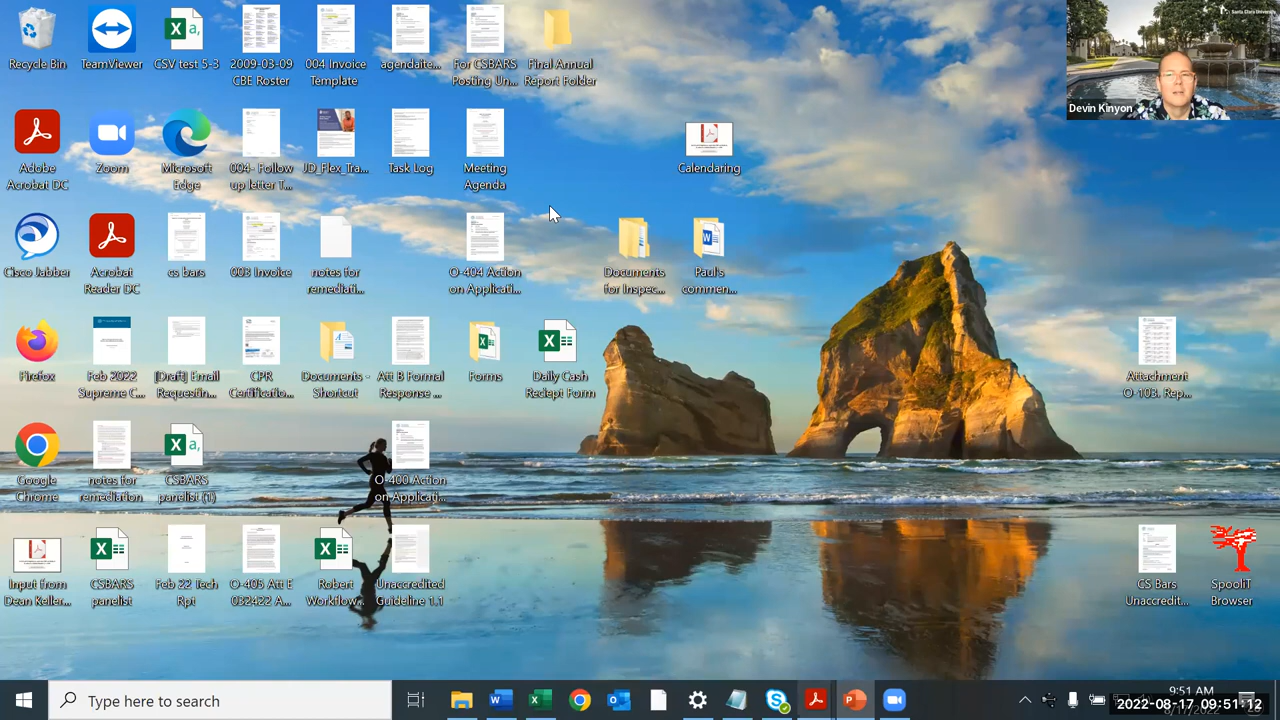 Recycle Bin
TeamViewer
CSV test 5-3
2009-03-09
CBE Roster
004 Invoice
Template
agendaite...
For CSBARS
Posting Un...
Final Annual
Report Folder
Santa Clara
Devin Kinyon
Adobe
Acrobat DC
Zoom
Microsoft
Edge
004- Follow
up letter T...
JD_Flex_Tra...
Task Log
Meeting
Agenda
Calendaring
Cisco Jabber
Acrobat
Reader DC
cs bars
003 Invoice
notes for
remediati...
O-404 Action
on Applicati...
Documents
for Inspec...
Paul's
commen...
Firefox
Feb 2022
Supreme C...
[Draft] Email
Requestin...
CPR
Certificatio...
Documents -
Shortcut
Att B Formal
Response ...
Forms
Daily Cash
Reciept Form
Attachment
O-103. Rep...
Google
Chrome
notes for
remediation
CSBARS
panelist (1)
O-400 Action
on Applicati...
Input from
Dean Keller...
CSBARS
panelist
Feb 22 Tech
Rpt
O-403 Att E
032422 A...
Robert
Workflow...
Unaccredited
Guideline 1.1
CS Bars
Unaccredit...
SpoolIT
Browser
Type here to search
9:51 AM
2022-08-17 09:51:12